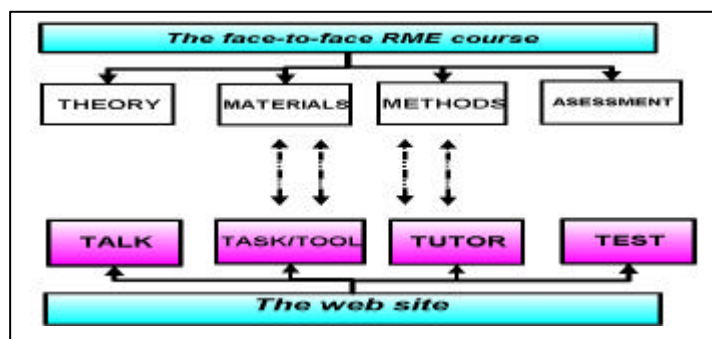 The face-to-face RME course
THEORY MATERIALS METHODS ASESSMENT
TALK TASK/TOOL TUTOR TEST
The web site